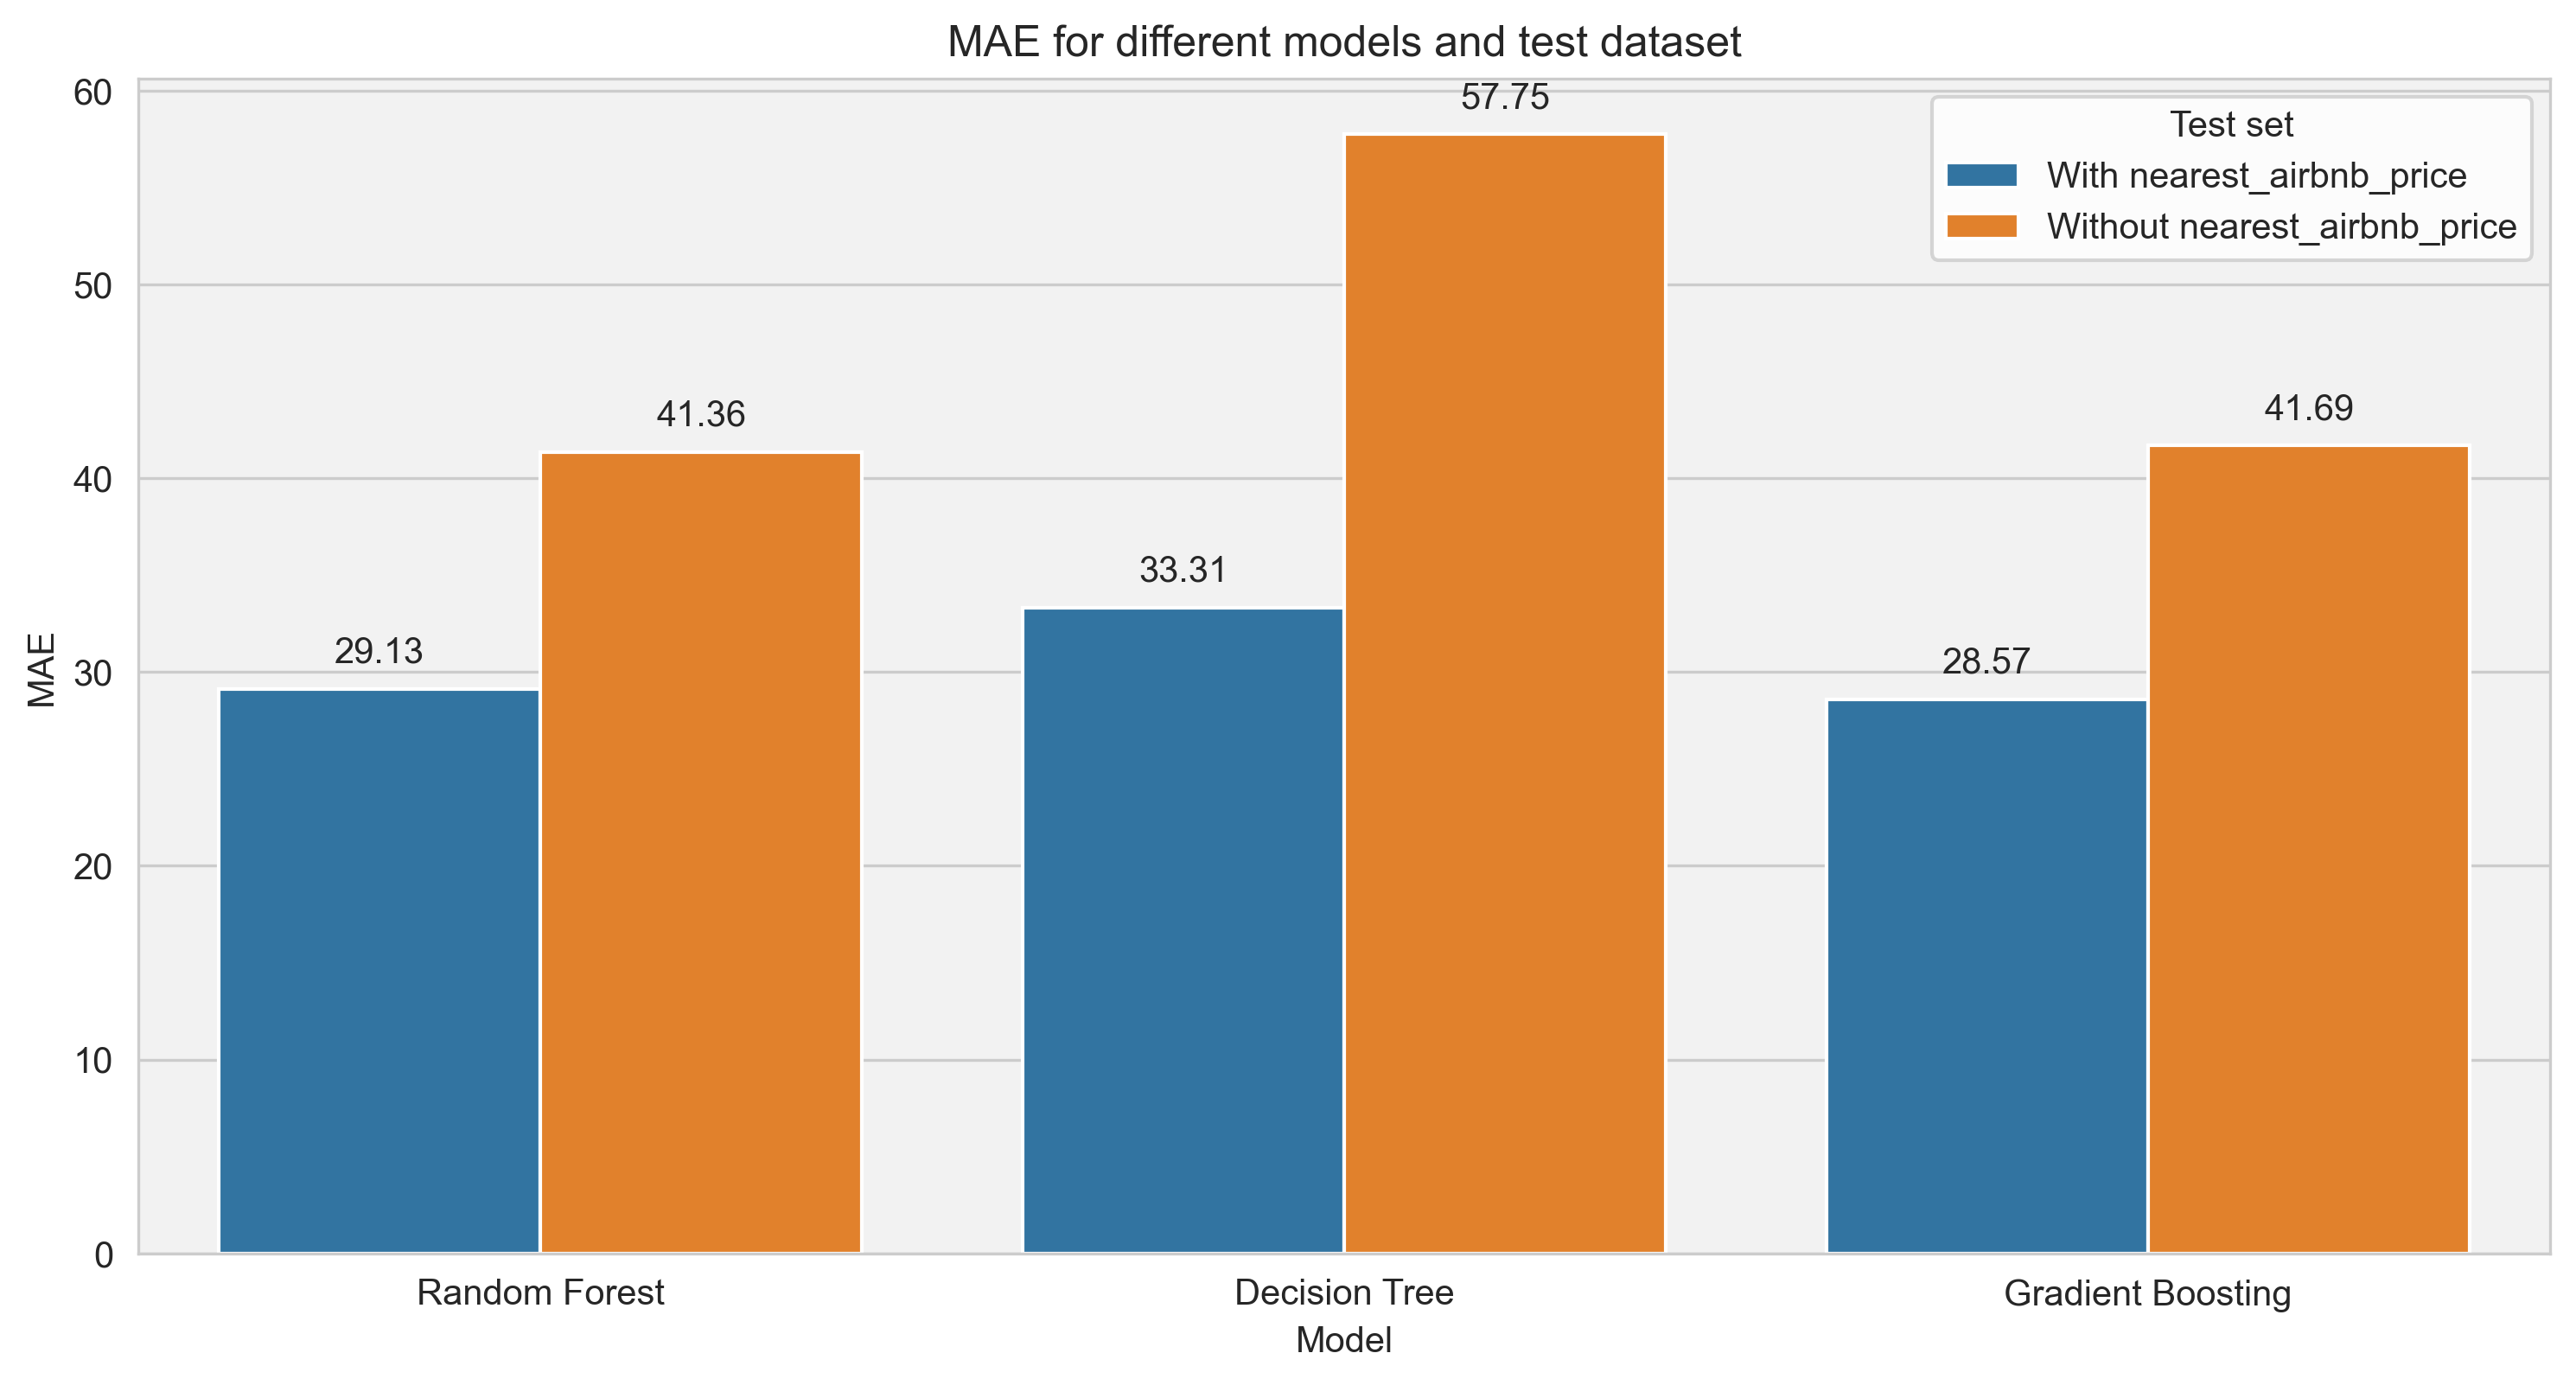 MAE for different models and test dataset
60
50
40
30
20
10
0
MAE
29.13
41.36
33.31
57.75
28.57
41.69
Test set
With nearest_airbnb_price
Without nearest_airbnb_price
Random Forest
Decision Tree
Gradient Boosting
Model